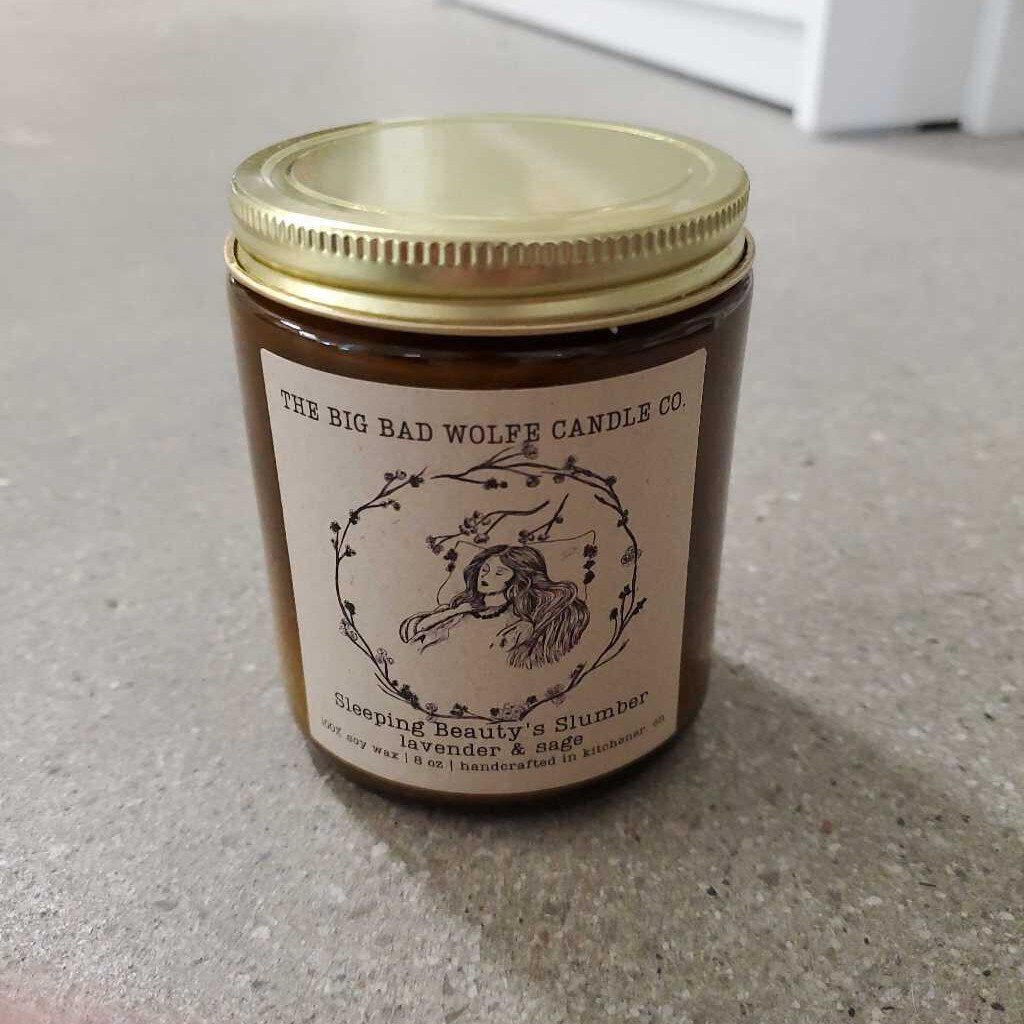 THE BIG BAD WOLFE CANDLE CO.
Sleeping Beauty's Slumber
lavender & sage
100% soy wax | 8 oz | handcrafted in kitchener, on